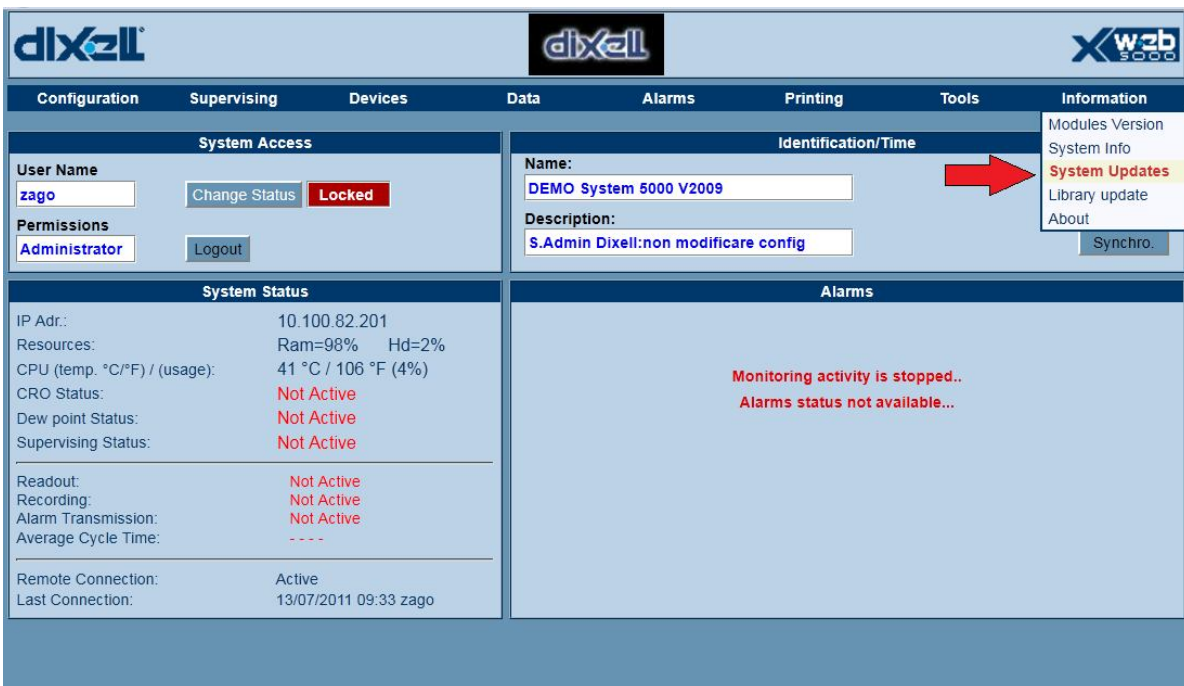 dixell
dixell
Xweb
5000
Configuration Supervising Devices Data Alarms Printing Tools Information
Modules Version
System Info
System Updates
Library update
About
System Access
User Name
zago
Change Status
Locked
Permissions
Administrator
Logout
Identification/Time
Name:
DEMO System 5000 V2009
Description:
S.Admin Dixell:non modificare config
Synchro.
System Status
IP Adr.: 10.100.82.201
Resources: Ram=98% Hd=2%
CPU (temp. °C/°F) / (usage): 41 °C / 106 °F (4%)
CRO Status: Not Active
Dew point Status: Not Active
Supervising Status: Not Active
Readout: Not Active
Recording: Not Active
Alarm Transmission: Not Active
Average Cycle Time: - - - -
Remote Connection: Active
Last Connection: 13/07/2011 09:33 zago
Alarms
Monitoring activity is stopped..
Alarms status not available...